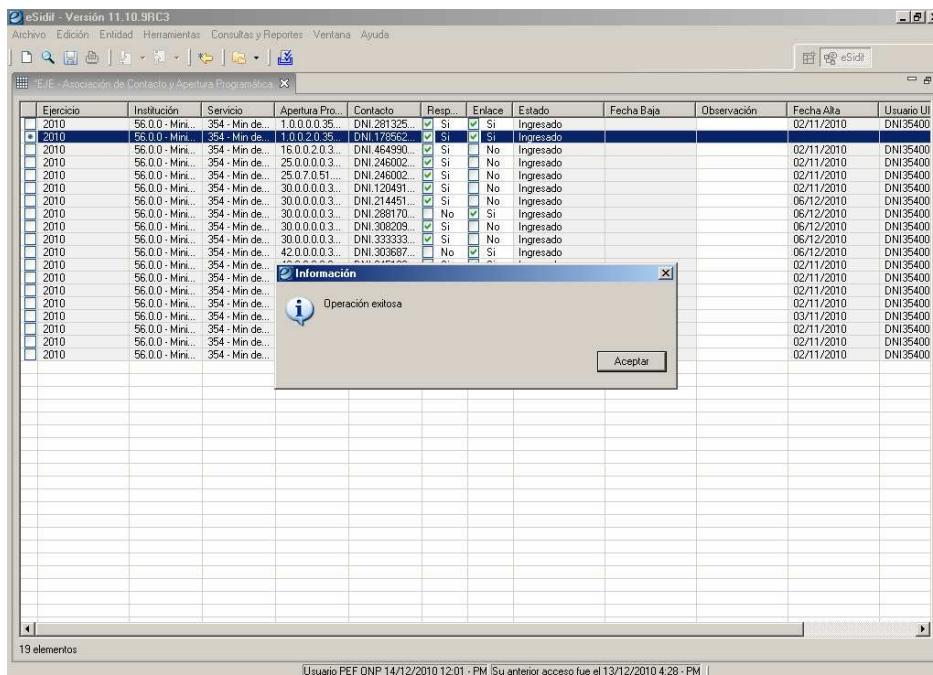 eSidif - Versión 11.10.9RC3
Archivo Edición Entidad Herramientas Consultas y Reportes Ventana Ayuda
eSidif
*EJE - Asociación de Contacto y Apertura Programática
Ejercicio Institución Servicio Apertura Pro... Contacto Resp... Enlace Estado Fecha Baja Observación Fecha Alta Usuario Ul
2010 56.0.0 - Mini... 354 - Min de... 1.0.0.0.0.35... DNI.281325... Si Si Ingresado 02/11/2010 DNI35400
2010 56.0.0 - Mini... 354 - Min de... 1.0.0.2.0.35... DNI.178562... Si Si Ingresado
2010 56.0.0 - Mini... 354 - Min de... 16.0.0.2.0.3... DNI.464990... Si No Ingresado 02/11/2010 DNI35400
2010 56.0.0 - Mini... 354 - Min de... 25.0.0.0.0.3... DNI.246002... Si No Ingresado 02/11/2010 DNI35400
2010 56.0.0 - Mini... 354 - Min de... 25.0.7.0.51.... DNI.246002... Si No Ingresado 02/11/2010 DNI35400
2010 56.0.0 - Mini... 354 - Min de... 30.0.0.0.0.3... DNI.120491... Si No Ingresado 02/11/2010 DNI35400
2010 56.0.0 - Mini... 354 - Min de... 30.0.0.0.0.3... DNI.214451... Si No Ingresado 06/12/2010 DNI35400
2010 56.0.0 - Mini... 354 - Min de... 30.0.0.0.0.3... DNI.288170... No Si Ingresado 06/12/2010 DNI35400
2010 56.0.0 - Mini... 354 - Min de... 30.0.0.0.0.3... DNI.308209... Si No Ingresado 06/12/2010 DNI35400
2010 56.0.0 - Mini... 354 - Min de... 30.0.0.0.0.3... DNI.333333... Si No Ingresado 06/12/2010 DNI35400
2010 56.0.0 - Mini... 354 - Min de... 42.0.0.0.0.3... DNI.303687... No Si Ingresado 06/12/2010 DNI35400
2010 56.0.0 - Mini... 354 - Min de... 02/11/2010 DNI35400
2010 56.0.0 - Mini... 354 - Min de... 02/11/2010 DNI35400
2010 56.0.0 - Mini... 354 - Min de... 02/11/2010 DNI35400
2010 56.0.0 - Mini... 354 - Min de... 02/11/2010 DNI35400
2010 56.0.0 - Mini... 354 - Min de... 03/11/2010 DNI35400
2010 56.0.0 - Mini... 354 - Min de... 02/11/2010 DNI35400
2010 56.0.0 - Mini... 354 - Min de... 02/11/2010 DNI35400
2010 56.0.0 - Mini... 354 - Min de... 02/11/2010 DNI35400
Información
Operación exitosa
Aceptar
19 elementos
Usuario PEF ONP 14/12/2010 12:01 - PM Su anterior acceso fue el 13/12/2010 4:28 - PM